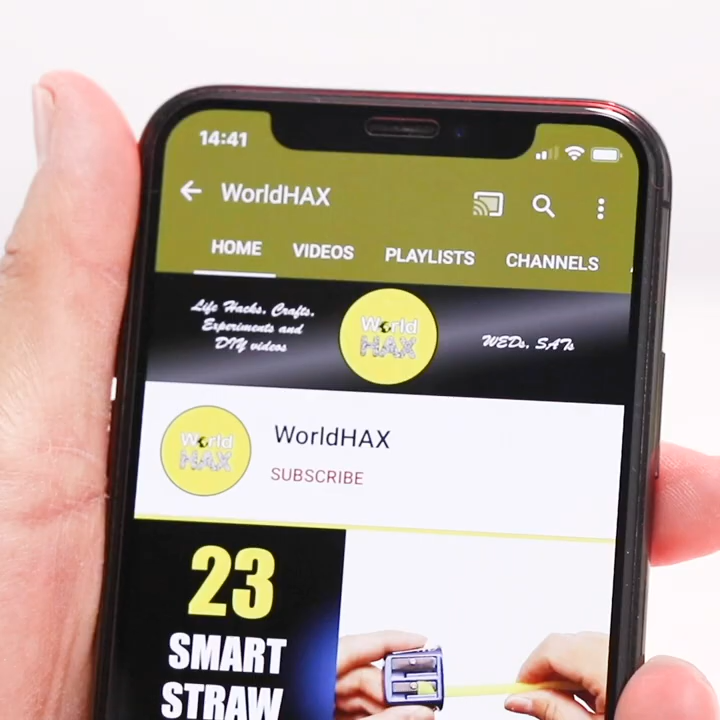 14:41
WorldHAX
HOME VIDEOS PLAYLISTS CHANNELS
Life Hacks, Crafts,
Experiments and
DIY videos
World
HAX
WEDs, SATs
World
HAX
WorldHAX
SUBSCRIBE
23
SMART
STRAW